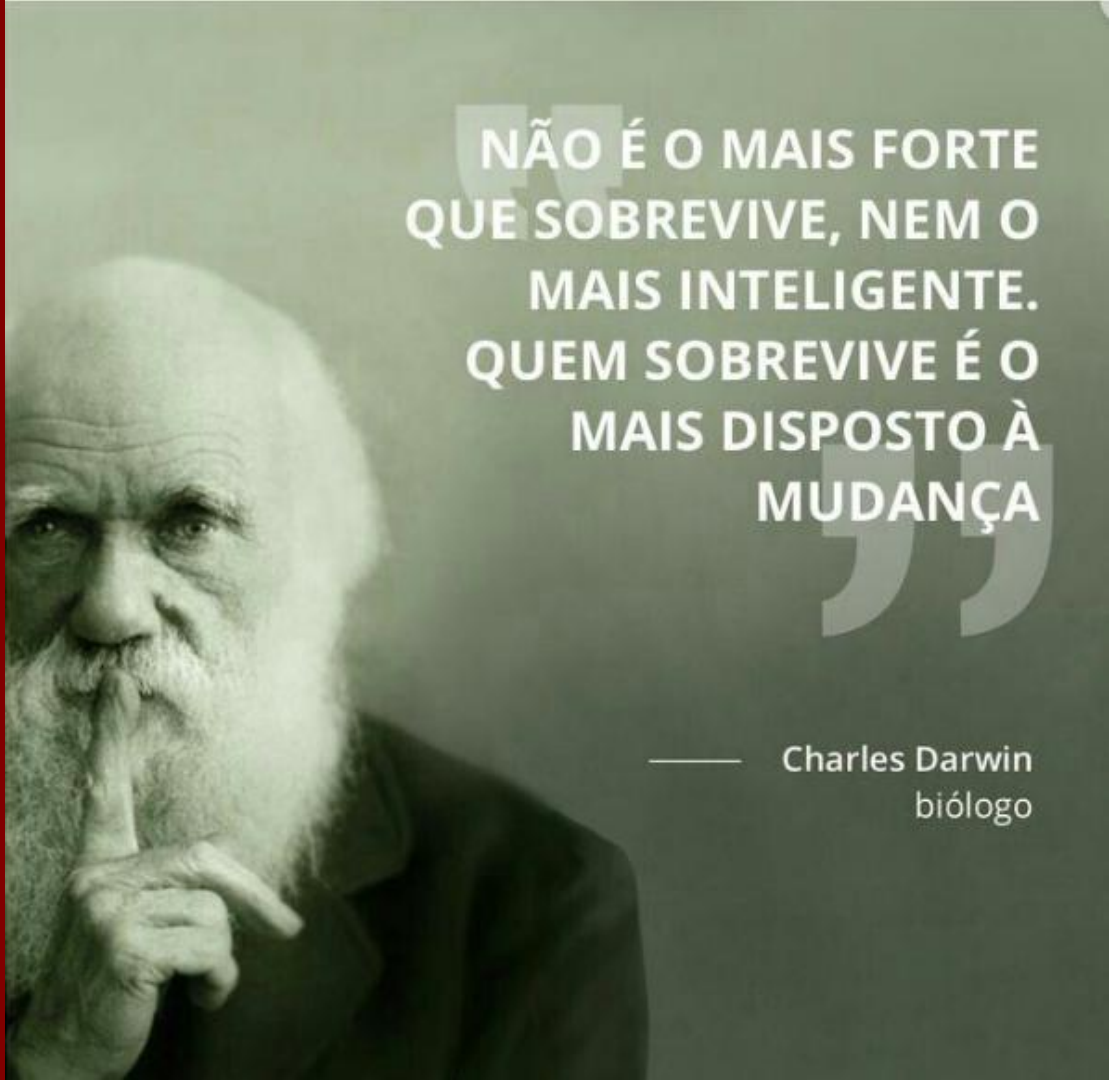 NÃO É O MAIS FORTE
QUE SOBREVIVE, NEM O
MAIS INTELIGENTE.
QUEM SOBREVIVE É O
MAIS DISPOSTO À
MUDANÇA
Charles Darwin
biólogo